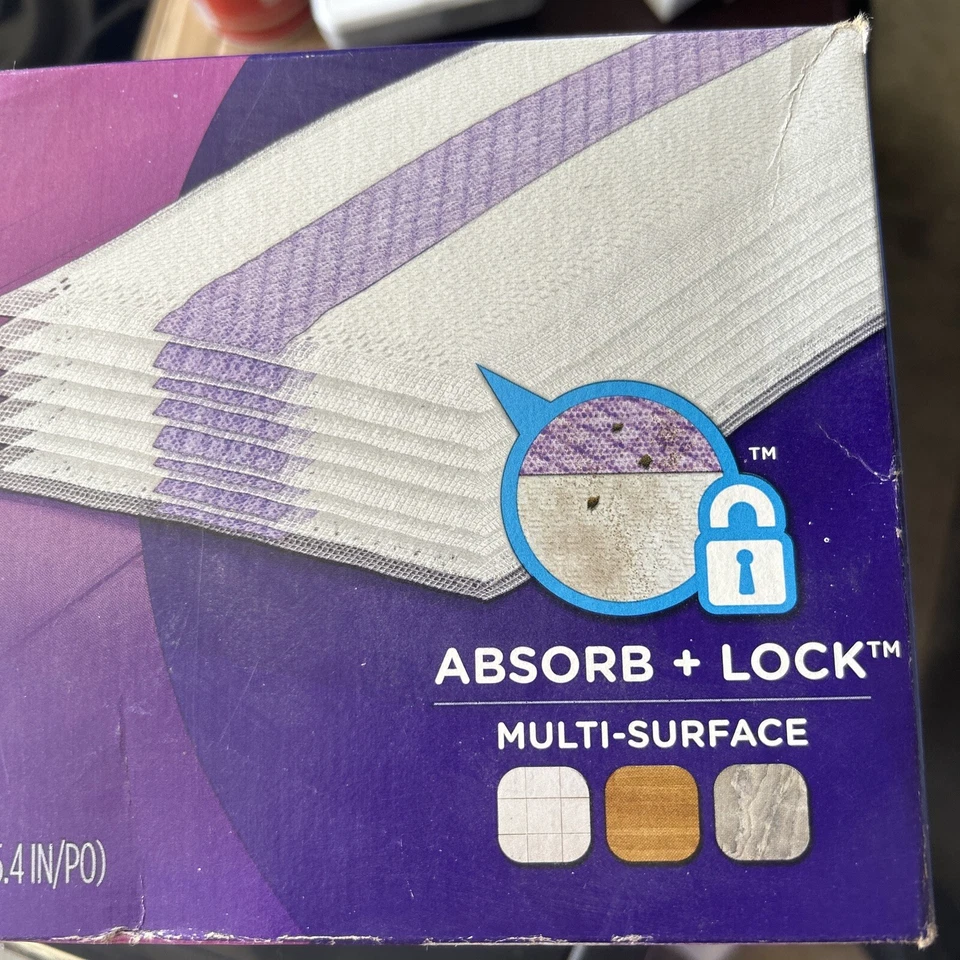 TM
ABSORB + LOCK™
MULTI-SURFACE
.4 IN/PO)